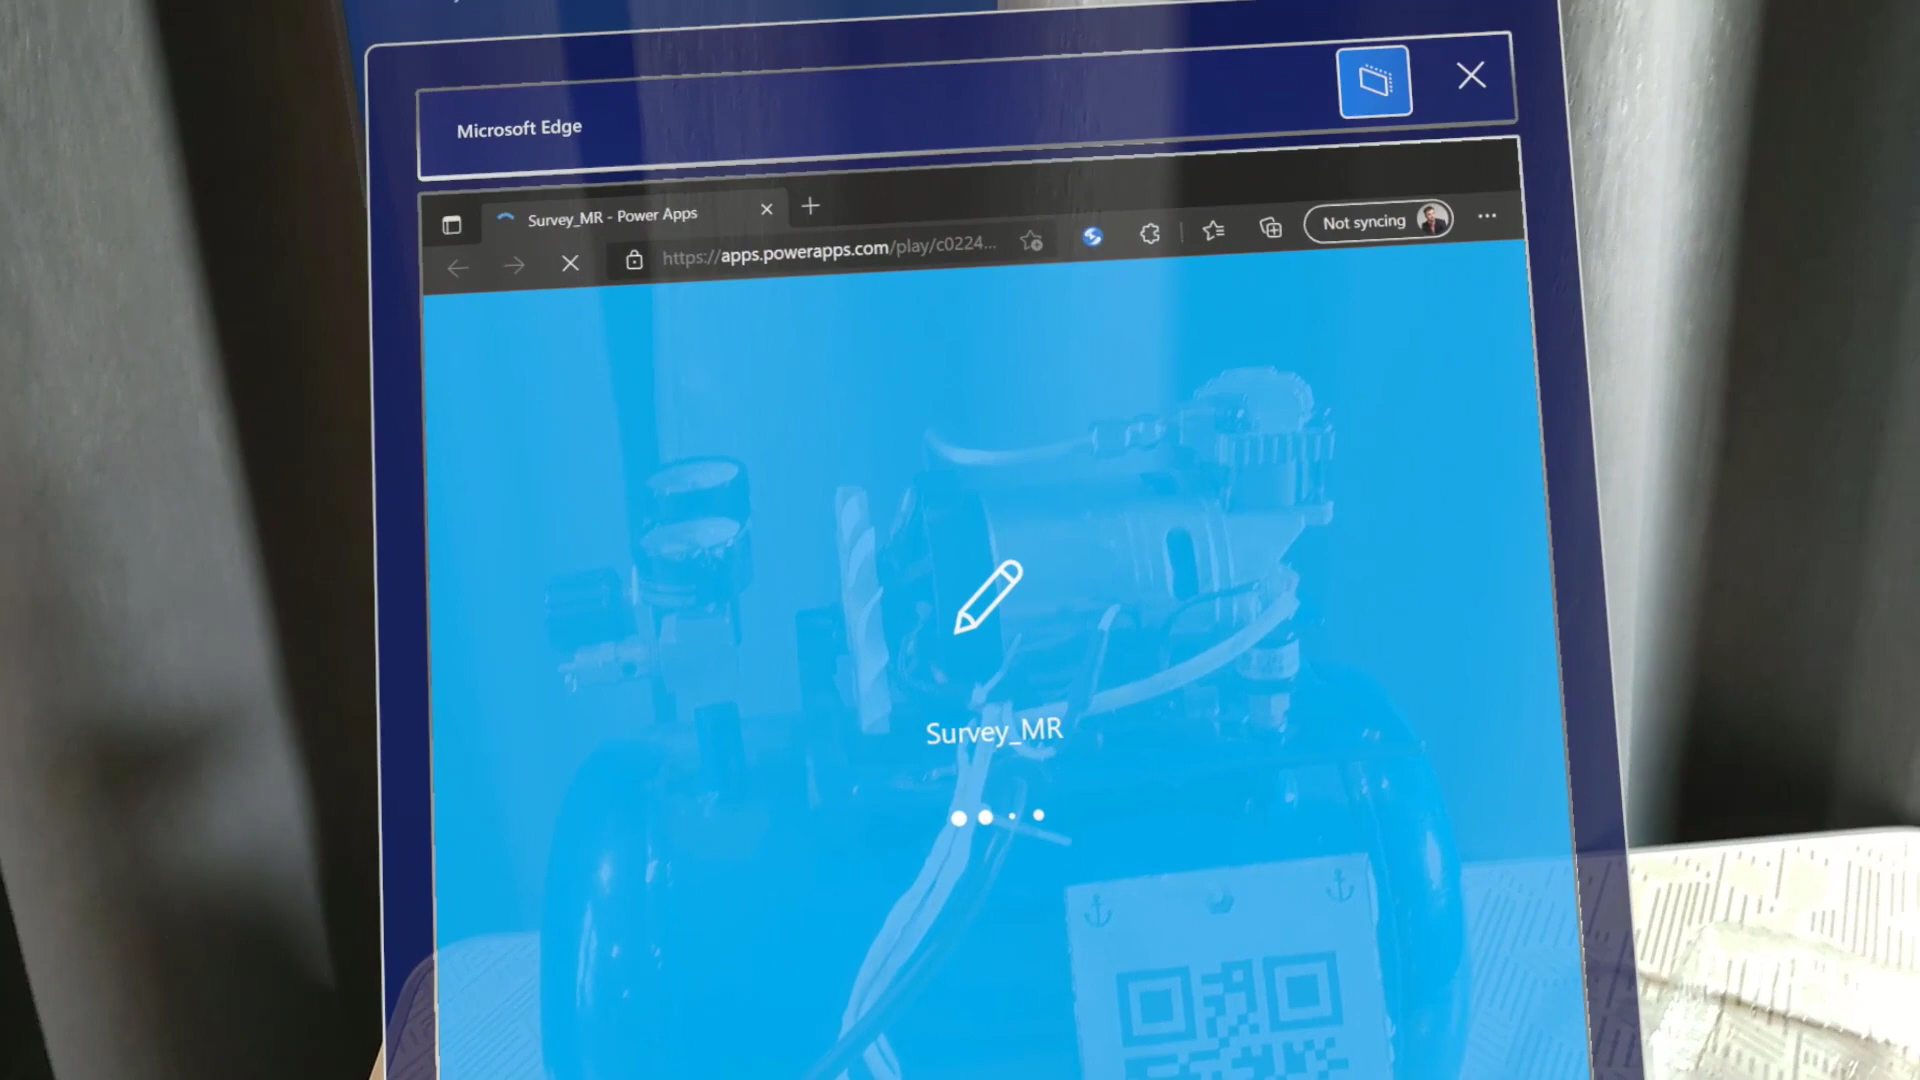 Microsoft Edge
Survey_MR - Power Apps
https://apps.powerapps.com/play/c0224...
Not syncing
Survey_MR